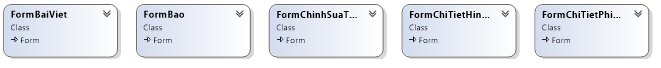 FormBaiViet
Class
Form
FormBao
Class
Form
FormChinhSuaT...
Class
Form
FormChiTietHin...
Class
Form
FormChiTietPhi...
Class
Form